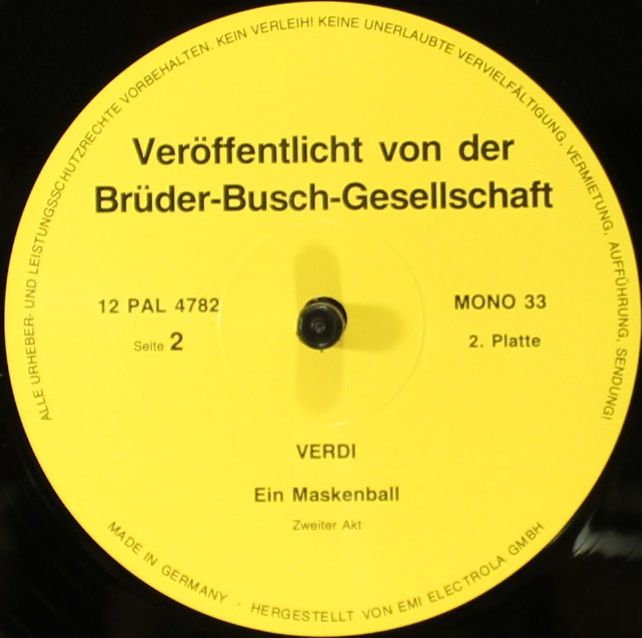 ALLE URHEBER- UND LEISTUNGSSCHUTZRECHTE VORBEHALTEN. KEIN VERLEIH! KEINE UNERLAUBTE VERVIELFÄLTIGUNG, VERMIETUNG, AUFFÜHRUNG, SENDUNG!
Veröffentlicht von der
Brüder-Busch-Gesellschaft
12 PAL 4782
Seite 2
MONO 33
2. Platte
VERDI
Ein Maskenball
Zweiter Akt
MADE IN GERMANY · HERGESTELLT VON EMI ELECTROLA GMBH